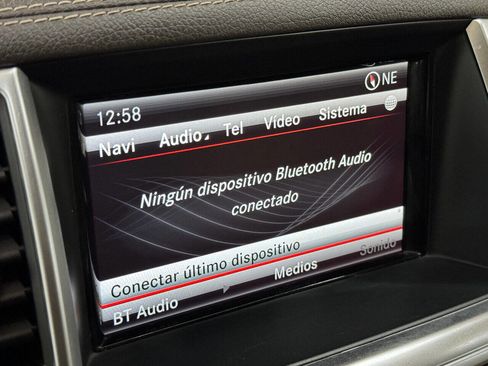 12:58 NE
Navi Audio Tel Vídeo Sistema
Ningún dispositivo Bluetooth Audio
conectado
Conectar último dispositivo
BT Audio Medios Sonido